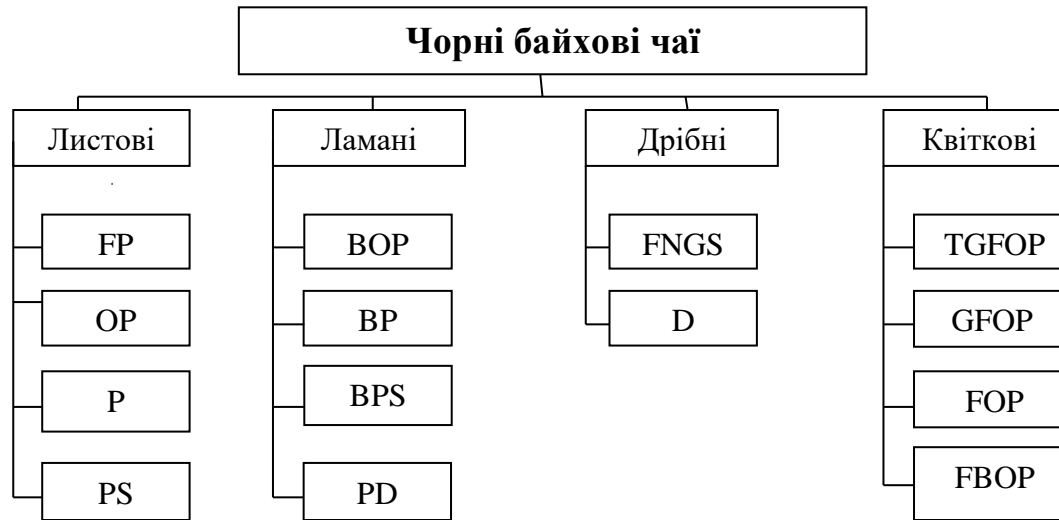 Чорні байхові чаї
Листові
Ламані
Дрібні
Квіткові
FP
BOP
FNGS
TGFOP
OP
BP
D
GFOP
P
BPS
FOP
PS
PD
FBOP